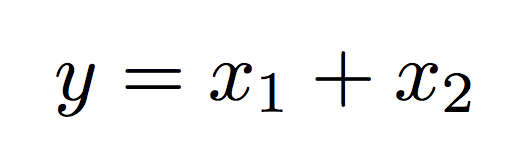 y = x₁ + x₂